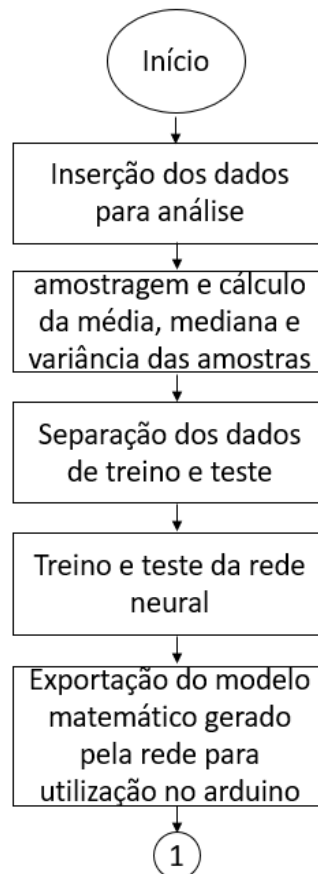 Início
Inserção dos dados
para análise
amostragem e cálculo
da média, mediana e
variância das amostras
Separação dos dados
de treino e teste
Treino e teste da rede
neural
Exportação do modelo
matemático gerado
pela rede para
utilização no arduino
1